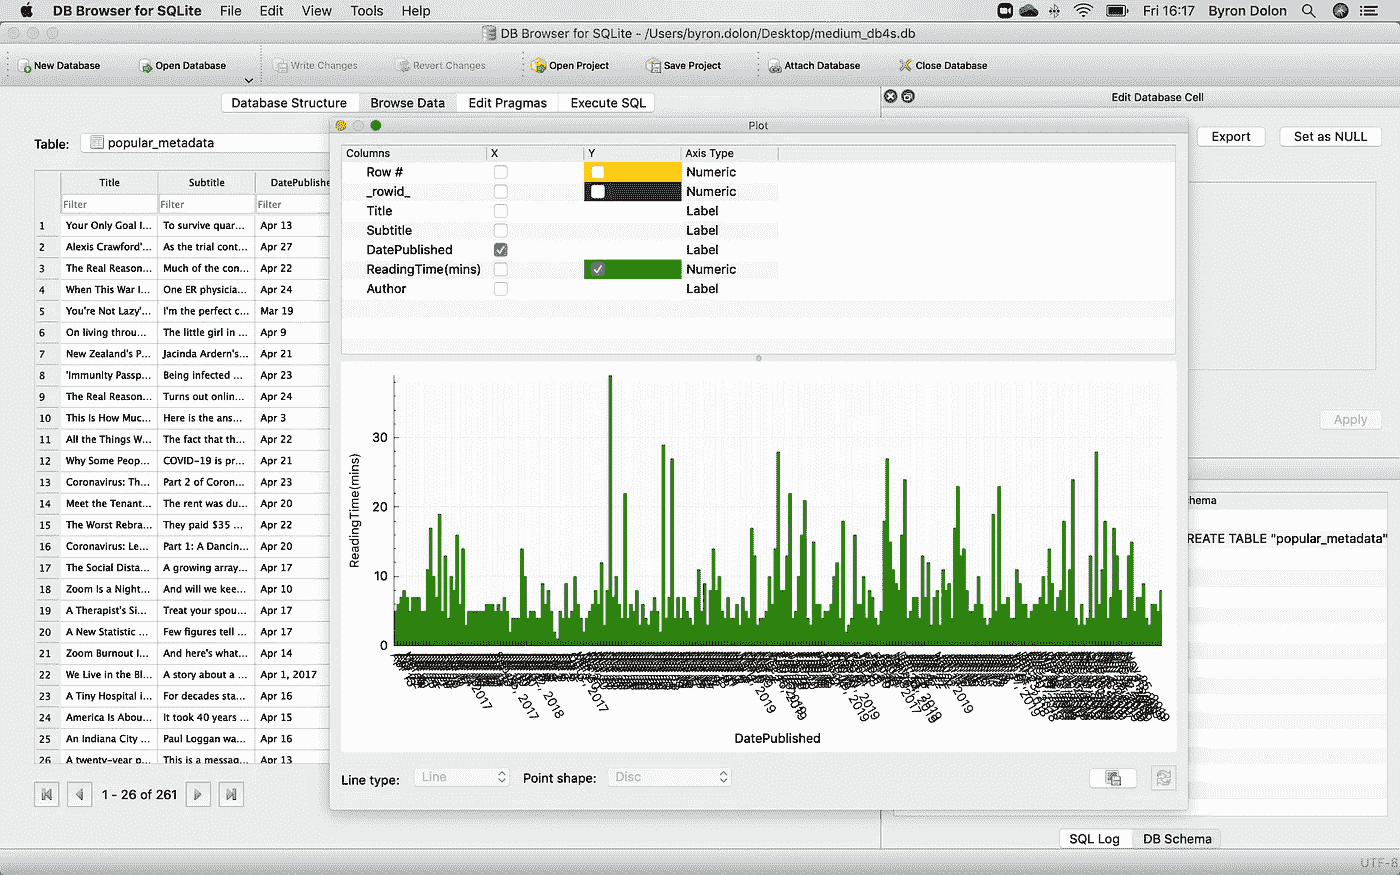 DB Browser for SQLite File Edit View Tools Help Fri 16:17 Byron Dolon
DB Browser for SQLite - /Users/byron.dolon/Desktop/medium_db4s.db
New Database Open Database Write Changes Revert Changes Open Project Save Project Attach Database Close Database
Database Structure Browse Data Edit Pragmas Execute SQL
Edit Database Cell
Table: popular_metadata
Export Set as NULL
Title Subtitle DatePublishe
Filter Filter Filter
1 Your Only Goal I... To survive quar... Apr 13
2 Alexis Crawford'... As the trial cont... Apr 27
3 The Real Reason... Much of the con... Apr 22
4 When This War I... One ER physicia... Apr 24
5 You're Not Lazy'... I'm the perfect c... Mar 19
6 On living throu... The little girl in ... Apr 9
7 New Zealand's P... Jacinda Ardern's... Apr 21
8 'Immunity Passp... Being infected ... Apr 23
9 The Real Reason... Turns out onlin... Apr 24
10 This Is How Muc... Here is the ans... Apr 3
11 All the Things W... The fact that th... Apr 22
12 Why Some Peop... COVID-19 is pr... Apr 21
13 Coronavirus: Th... Part 2 of Coron... Apr 23
14 Meet the Tenant... The rent was du... Apr 20
15 The Worst Rebra... They paid $35 ... Apr 22
16 Coronavirus: Le... Part 1: A Dancin... Apr 20
17 The Social Dista... A growing array... Apr 17
18 Zoom Is a Night... And will we kee... Apr 10
19 A Therapist's Si... Treat your spou... Apr 17
20 A New Statistic ... Few figures tell ... Apr 17
21 Zoom Burnout I... And here's what... Apr 14
22 We Live in the Bl... A story about a ... Apr 1, 2017
23 A Tiny Hospital i... For decades sta... Apr 16
24 America Is Abou... It took 40 years ... Apr 15
25 An Indiana City ... Paul Loggan wa... Apr 16
26 A twenty-year p... This is a messag... Apr 13
1 - 26 of 261
Plot
Columns X Y Axis Type
Row # Numeric
_rowid_ Numeric
Title Label
Subtitle Label
DatePublished Label
ReadingTime(mins) Numeric
Author Label
ReadingTime(mins)
30
20
10
0
DatePublished
Line type: Line Point shape: Disc
Apply
hema
REATE TABLE "popular_metadata"
SQL Log DB Schema
UTF-8